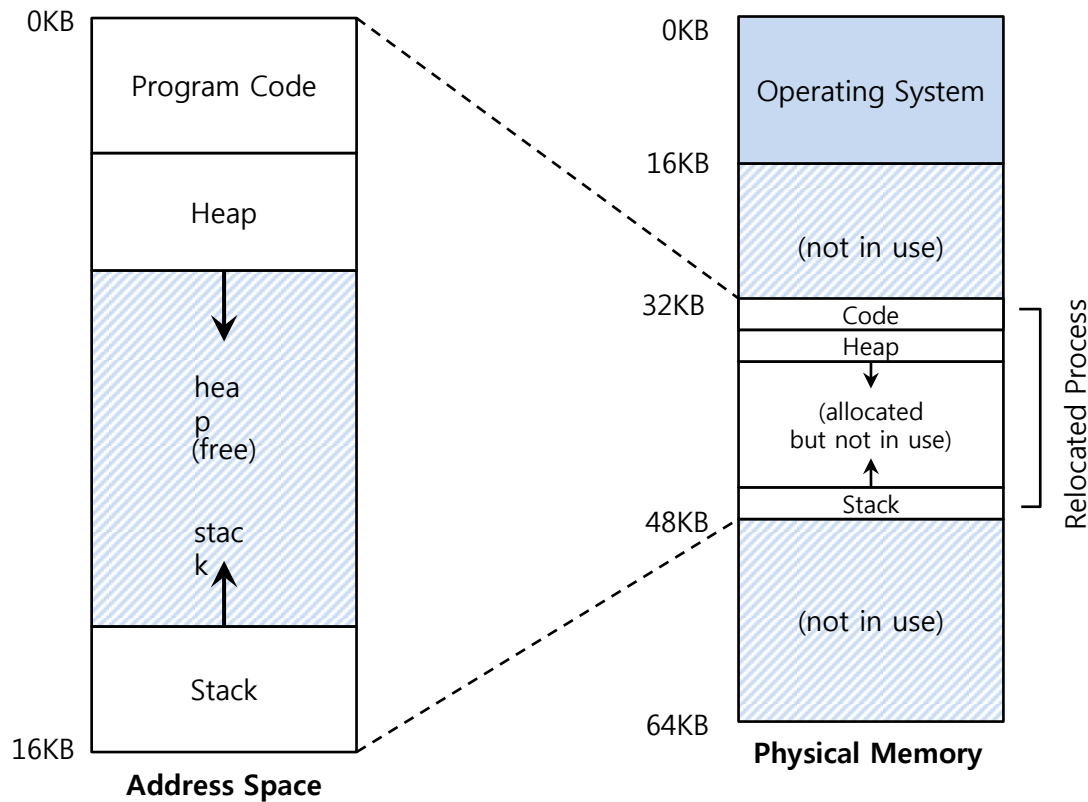 0KB
Program Code
Heap
hea
p
(free)
stac
k
Stack
16KB
Address Space
0KB
Operating System
16KB
(not in use)
32KB
Code
Heap
(allocated
but not in use)
Stack
48KB
(not in use)
64KB
Physical Memory
Relocated Process